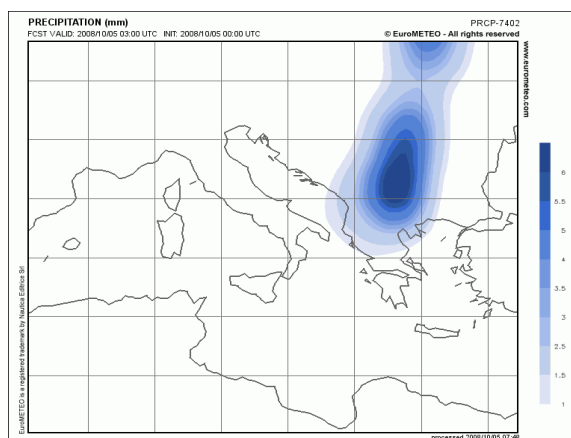 PRECIPITATION (mm)
PRCP-7402
FCST VALID: 2008/10/05 03:00 UTC INIT: 2008/10/05 00:00 UTC
© EuroMETEO - All rights reserved
www.eurometeo.com
6
5.5
5
4.5
3.5
3
2.5
1.5
1
EuroMETEO is a registered trademark by Nautica Editrice Srl
processed 2008/10/05 07:48